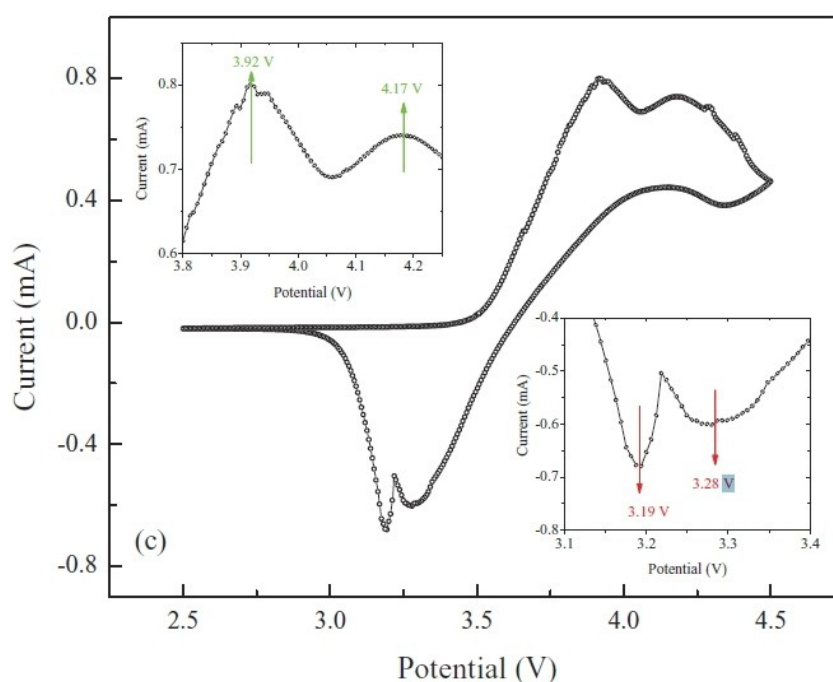 0.8
0.4
0.0
-0.4
-0.8
2.5 3.0 3.5 4.0 4.5
Current (mA)
Potential (V)
(c)
0.8
0.7
0.6
3.8 3.9 4.0 4.1 4.2
Current (mA)
Potential (V)
3.92 V
4.17 V
-0.4
-0.5
-0.6
-0.7
-0.8
3.1 3.2 3.3 3.4
Current (mA)
Potential (V)
3.28 V
3.19 V